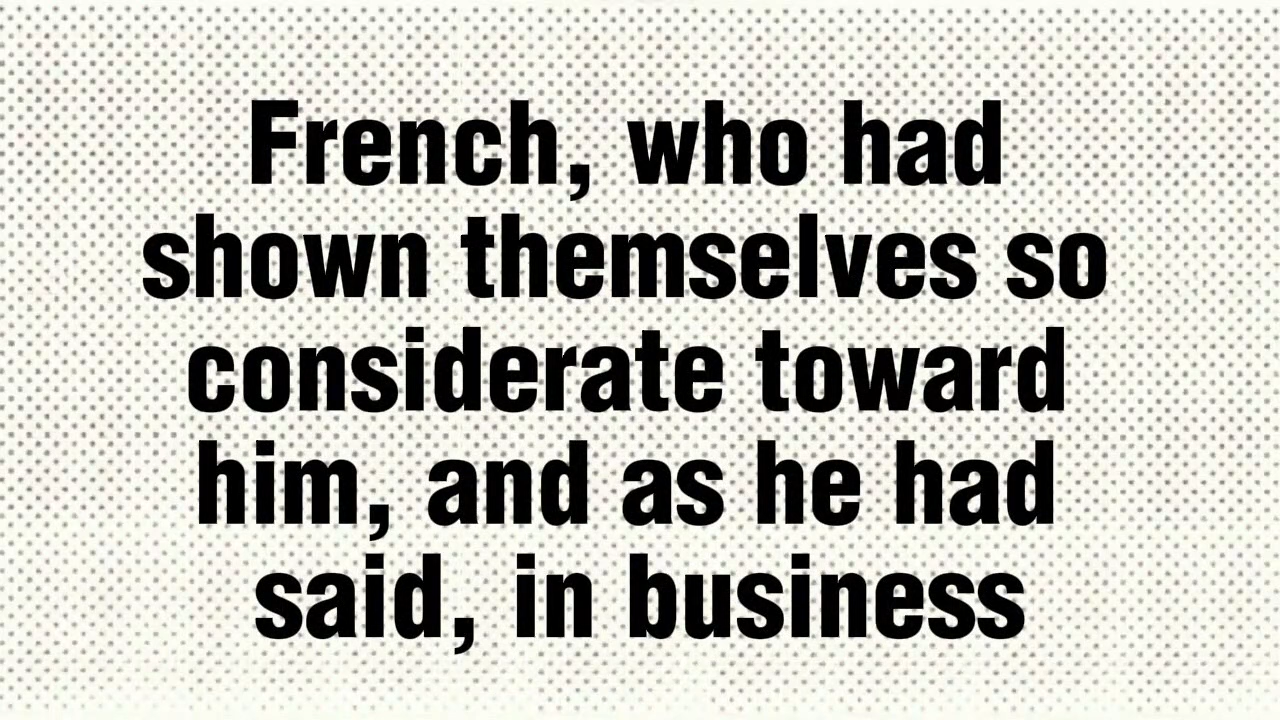 French, who had
shown themselves so
considerate toward
him, and as he had
said, in business